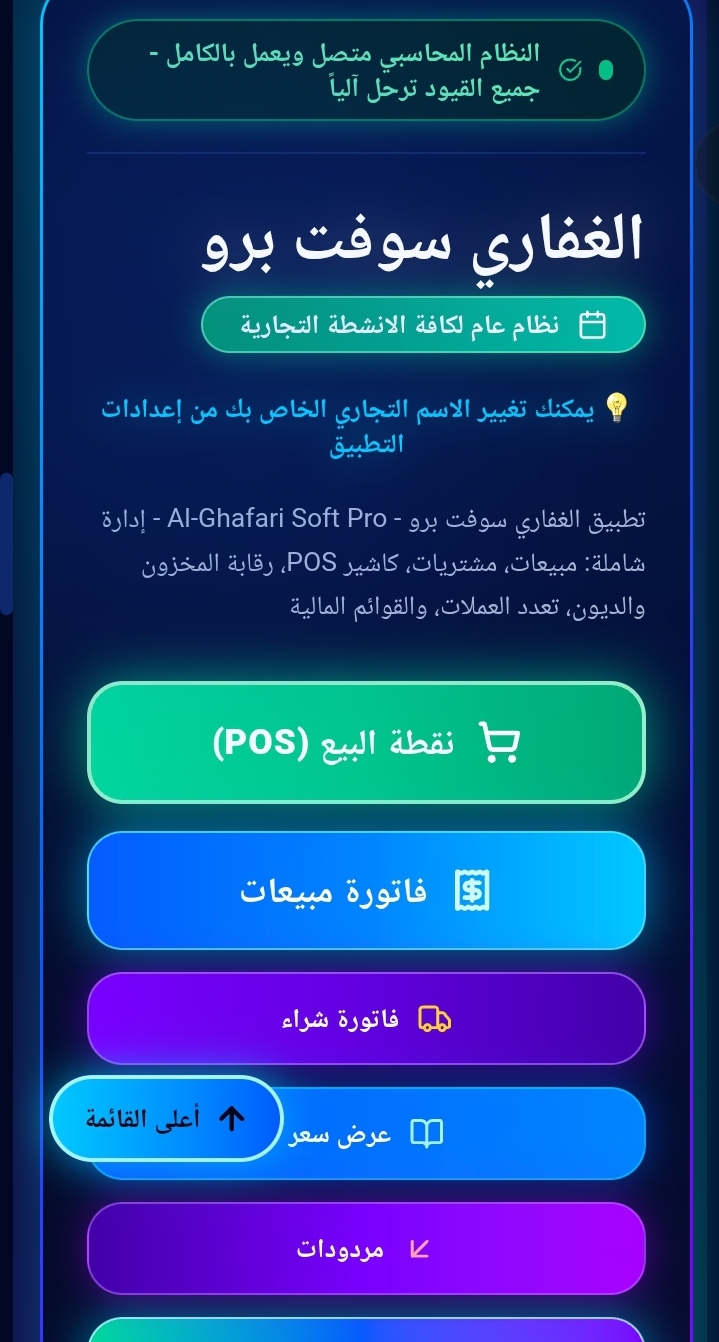 النظام المحاسبي متصل ويعمل بالكامل -
جميع القيود ترحل آلياً
الغفاري سوفت برو
نظام عام لكافة الانشطة التجارية
💡 يمكنك تغيير الاسم التجاري الخاص بك من إعدادات
التطبيق
تطبيق الغفاري سوفت برو - Al-Ghafari Soft Pro - إدارة
شاملة: مبيعات، مشتريات، كاشير POS، رقابة المخزون
والديون، تعدد العملات، والقوائم المالية
نقطة البيع (POS)
فاتورة مبيعات
فاتورة شراء
عرض سعر
أعلى القائمة
مردودات